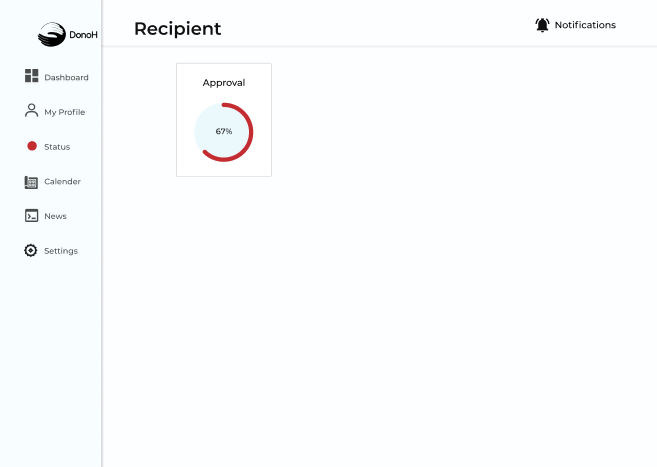 DonoH
Recipient
Notifications
Dashboard
My Profile
Status
Calender
News
Settings
Approval
67%